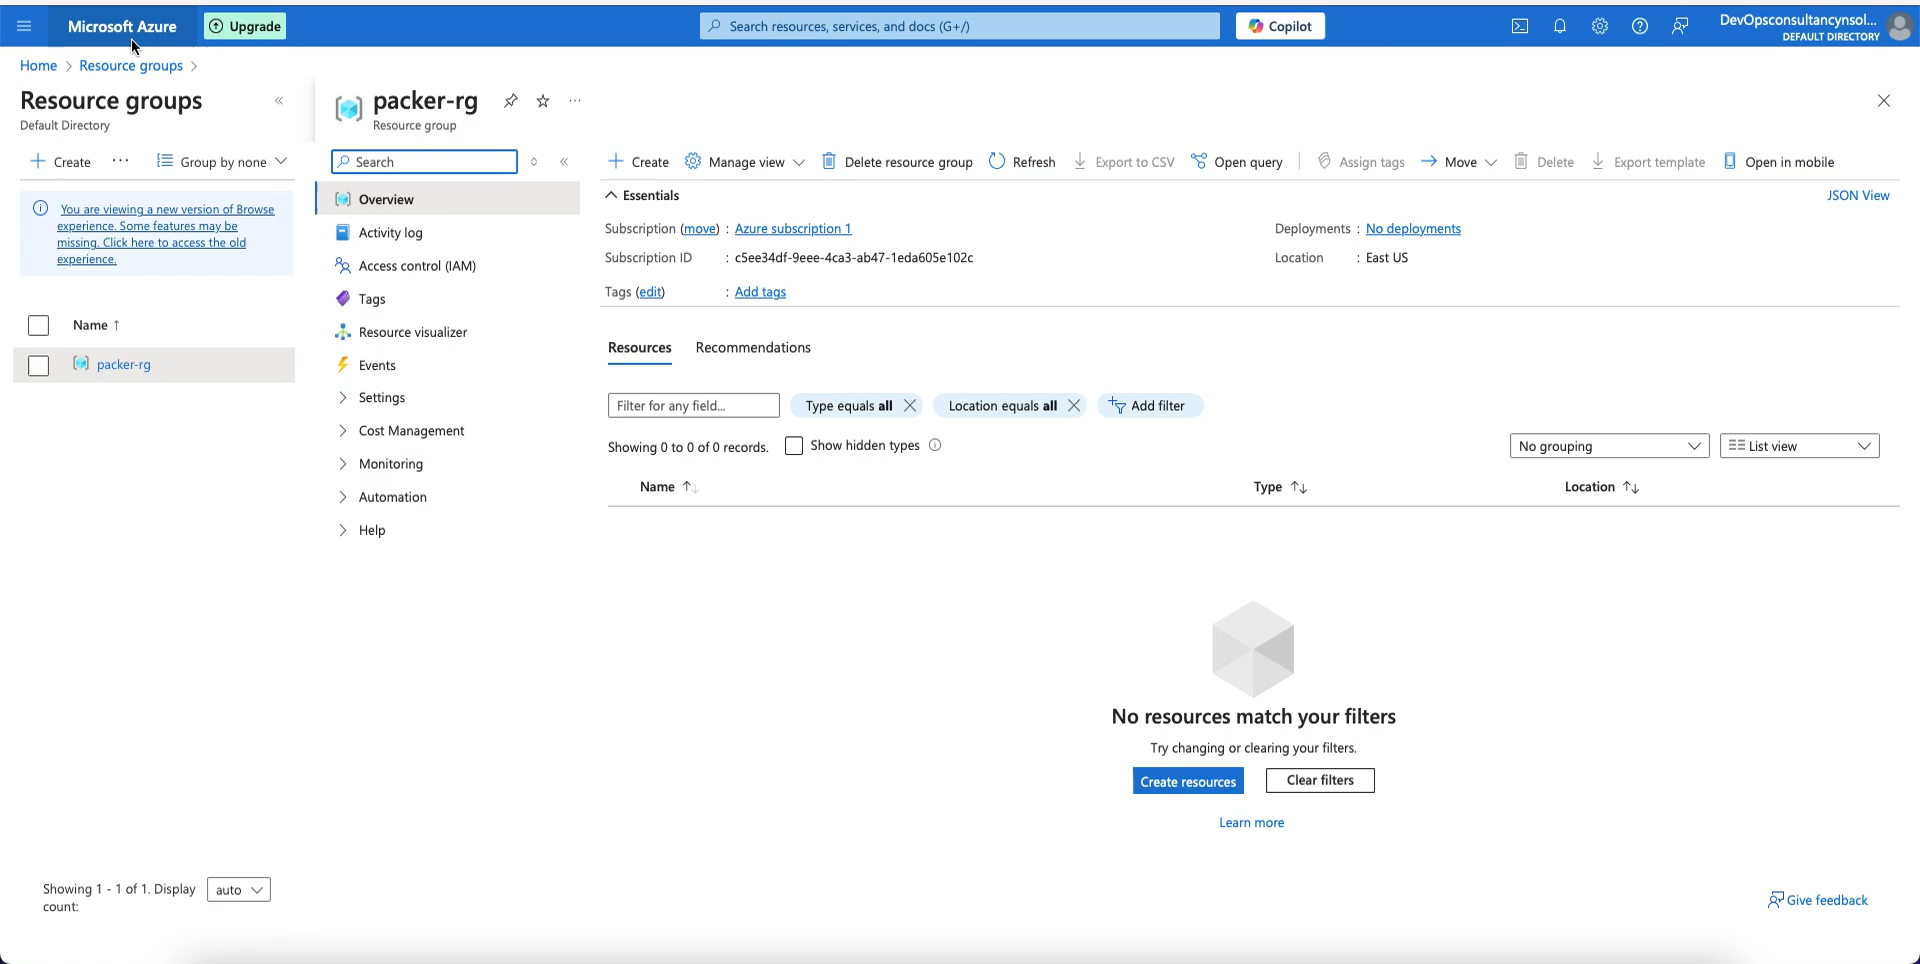 Microsoft Azure
Upgrade
Search resources, services, and docs (G+/)
Copilot
DevOpsconsultancynsol...
DEFAULT DIRECTORY
Home > Resource groups >
Resource groups
Default Directory
Create
Group by none
You are viewing a new version of Browse
experience. Some features may be
missing. Click here to access the old
experience.
Name ↑
packer-rg
Showing 1 - 1 of 1. Display
count:
auto
packer-rg
Resource group
Search
Overview
Activity log
Access control (IAM)
Tags
Resource visualizer
Events
Settings
Cost Management
Monitoring
Automation
Help
Create
Manage view
Delete resource group
Refresh
Export to CSV
Open query
Assign tags
Move
Delete
Export template
Open in mobile
Essentials
JSON View
Subscription (move) : Azure subscription 1
Subscription ID : c5ee34df-9eee-4ca3-ab47-1eda605e102c
Tags (edit) : Add tags
Deployments : No deployments
Location : East US
Resources
Recommendations
Filter for any field...
Type equals all
Location equals all
Add filter
Showing 0 to 0 of 0 records.
Show hidden types
No grouping
List view
Name ↑↓
Type ↑↓
Location ↑↓
No resources match your filters
Try changing or clearing your filters.
Create resources
Clear filters
Learn more
Give feedback